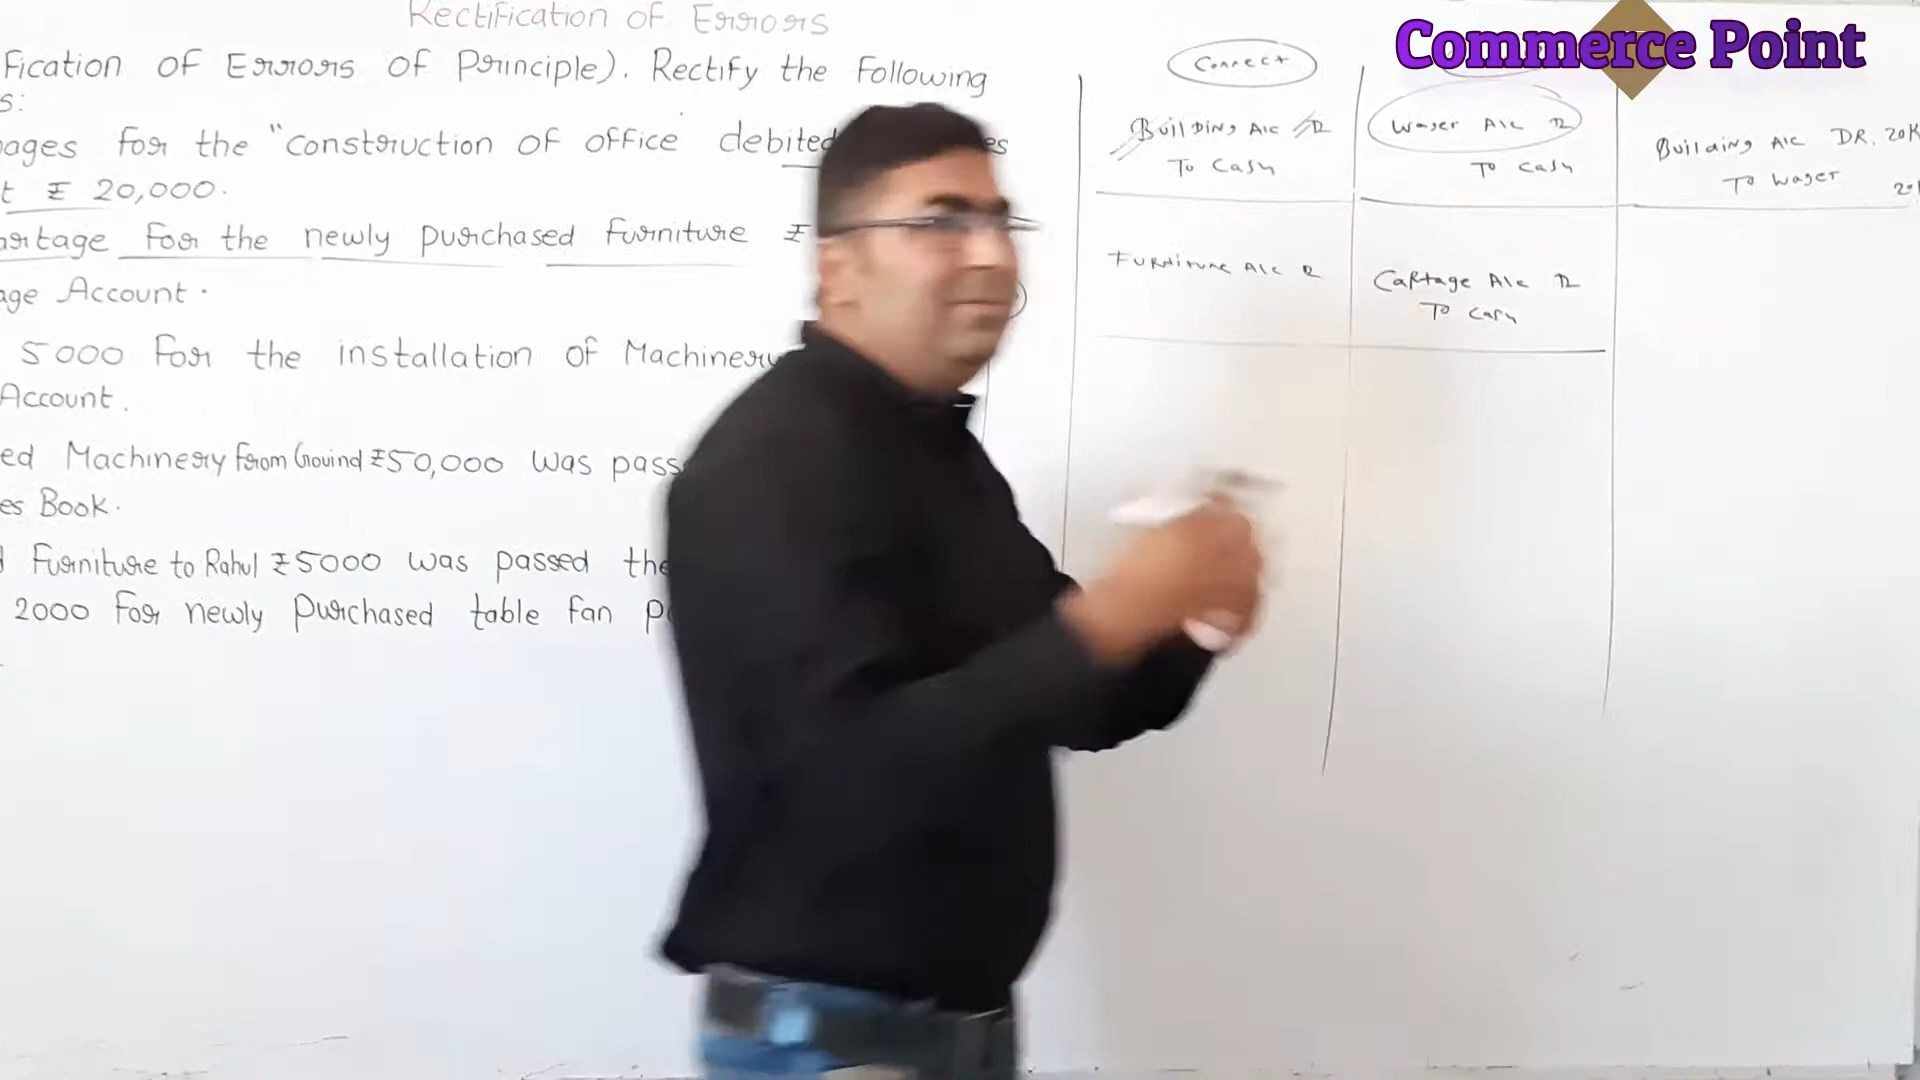 Rectification of Errors
fication of Errors of Principle). Rectify the Following
s:
ages for the "construction of office debited es
t ₹ 20,000.
artage for the newly purchased furniture ₹
age Account.
5000 for the installation of Machinery
Account.
ed Machinery from Govind ₹50,000 was pass
es Book.
Furniture to Rahul ₹5000 was passed the
2000 for newly purchased table fan p
Correct
Building A/c
To Cash
Furniture A/c
Wages A/c
To Cash
Cartage A/c
To Cash
Building A/c DR. 20K
To Wages 20
Commerce Point